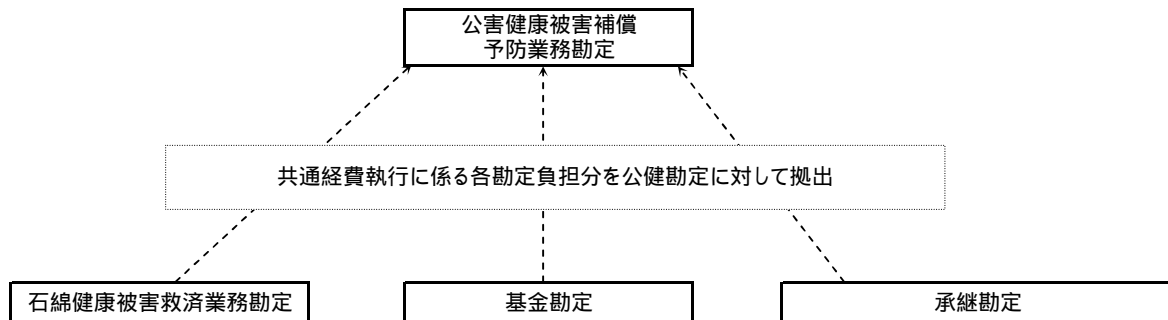 公害健康被害補償
予防業務勘定
共通経費執行に係る各勘定負担分を公健勘定に対して拠出
石綿健康被害救済業務勘定
基金勘定
承継勘定